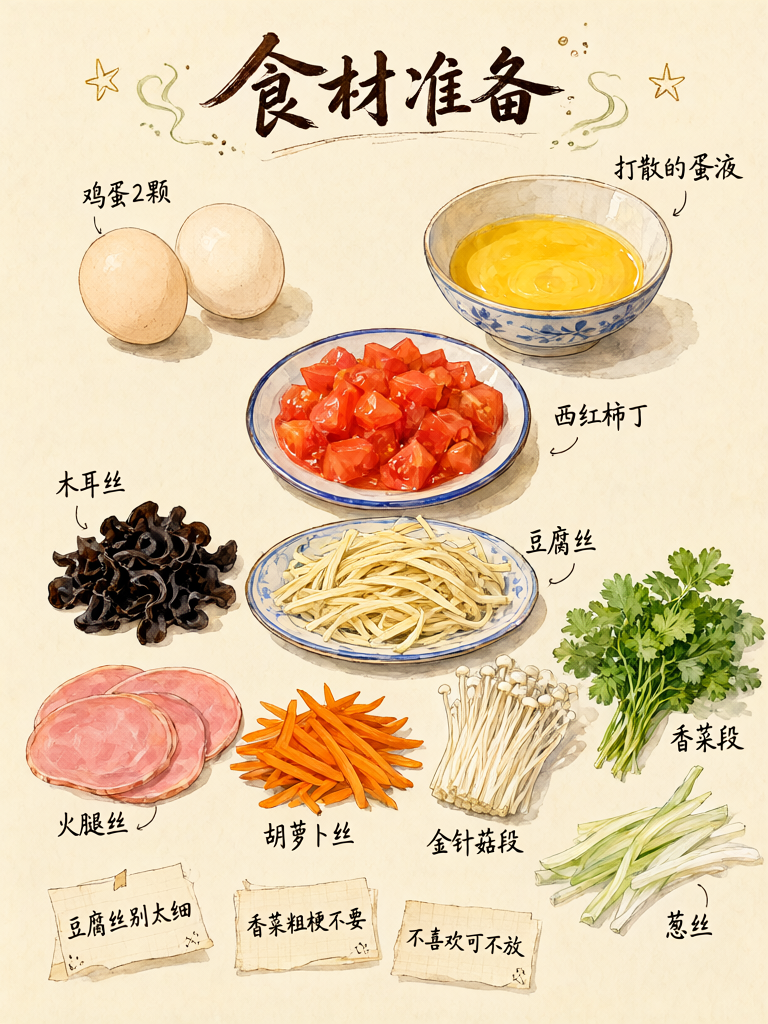 食材准备
鸡蛋2颗
打散的蛋液
西红柿丁
木耳丝
豆腐丝
香菜段
火腿丝
胡萝卜丝
金针菇段
葱丝
豆腐丝别太细
香菜粗梗不要
不喜欢可不放